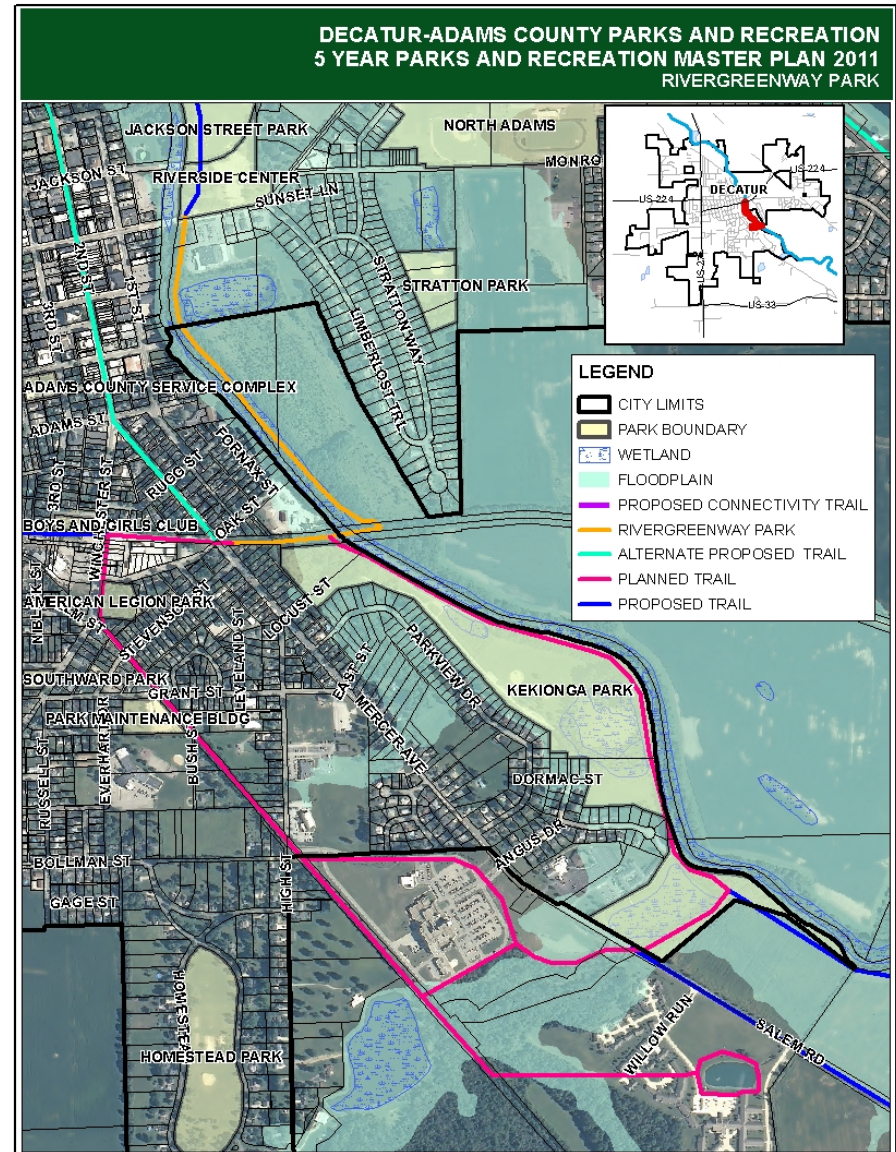 DECATUR-ADAMS COUNTY PARKS AND RECREATION
5 YEAR PARKS AND RECREATION MASTER PLAN 2011
RIVERGREENWAY PARK
JACKSON STREET PARK
NORTH ADAMS
MONRO
JACKSON ST
RIVERSIDE CENTER
SUNSET LN
DECATUR
US-224
US-224
US-33
2ND ST
1ST ST
3RD ST
STRATTON WAY
STRATTON PARK
LIMBERLOST TRL
LEGEND
CITY LIMITS
PARK BOUNDARY
WETLAND
FLOODPLAIN
PROPOSED CONNECTIVITY TRAIL
RIVERGREENWAY PARK
ALTERNATE PROPOSED TRAIL
PLANNED TRAIL
PROPOSED TRAIL
ADAMS COUNTY SERVICE COMPLEX
ADAMS ST
FORNAX ST
RUGG ST
3RD ST
WINCHESTER ST
OAK ST
BOYS AND GIRLS CLUB
AMERICAN LEGION PARK
LOCUST ST
LEVELAND ST
PARKVIEW DR
EAST ST
SOUTHWARD PARK
GRANT ST
KEKIONGA PARK
PARK MAINTENANCE BLDG
MERCER AVE
EVERHART DR
BUSH ST
RUSSELL ST
DORMAC ST
ANGUS DR
BOLLMAN ST
GAGE ST
HIGH ST
HOMESTEA
HOMESTEAD PARK
WILLOW RUN
SALEM RD